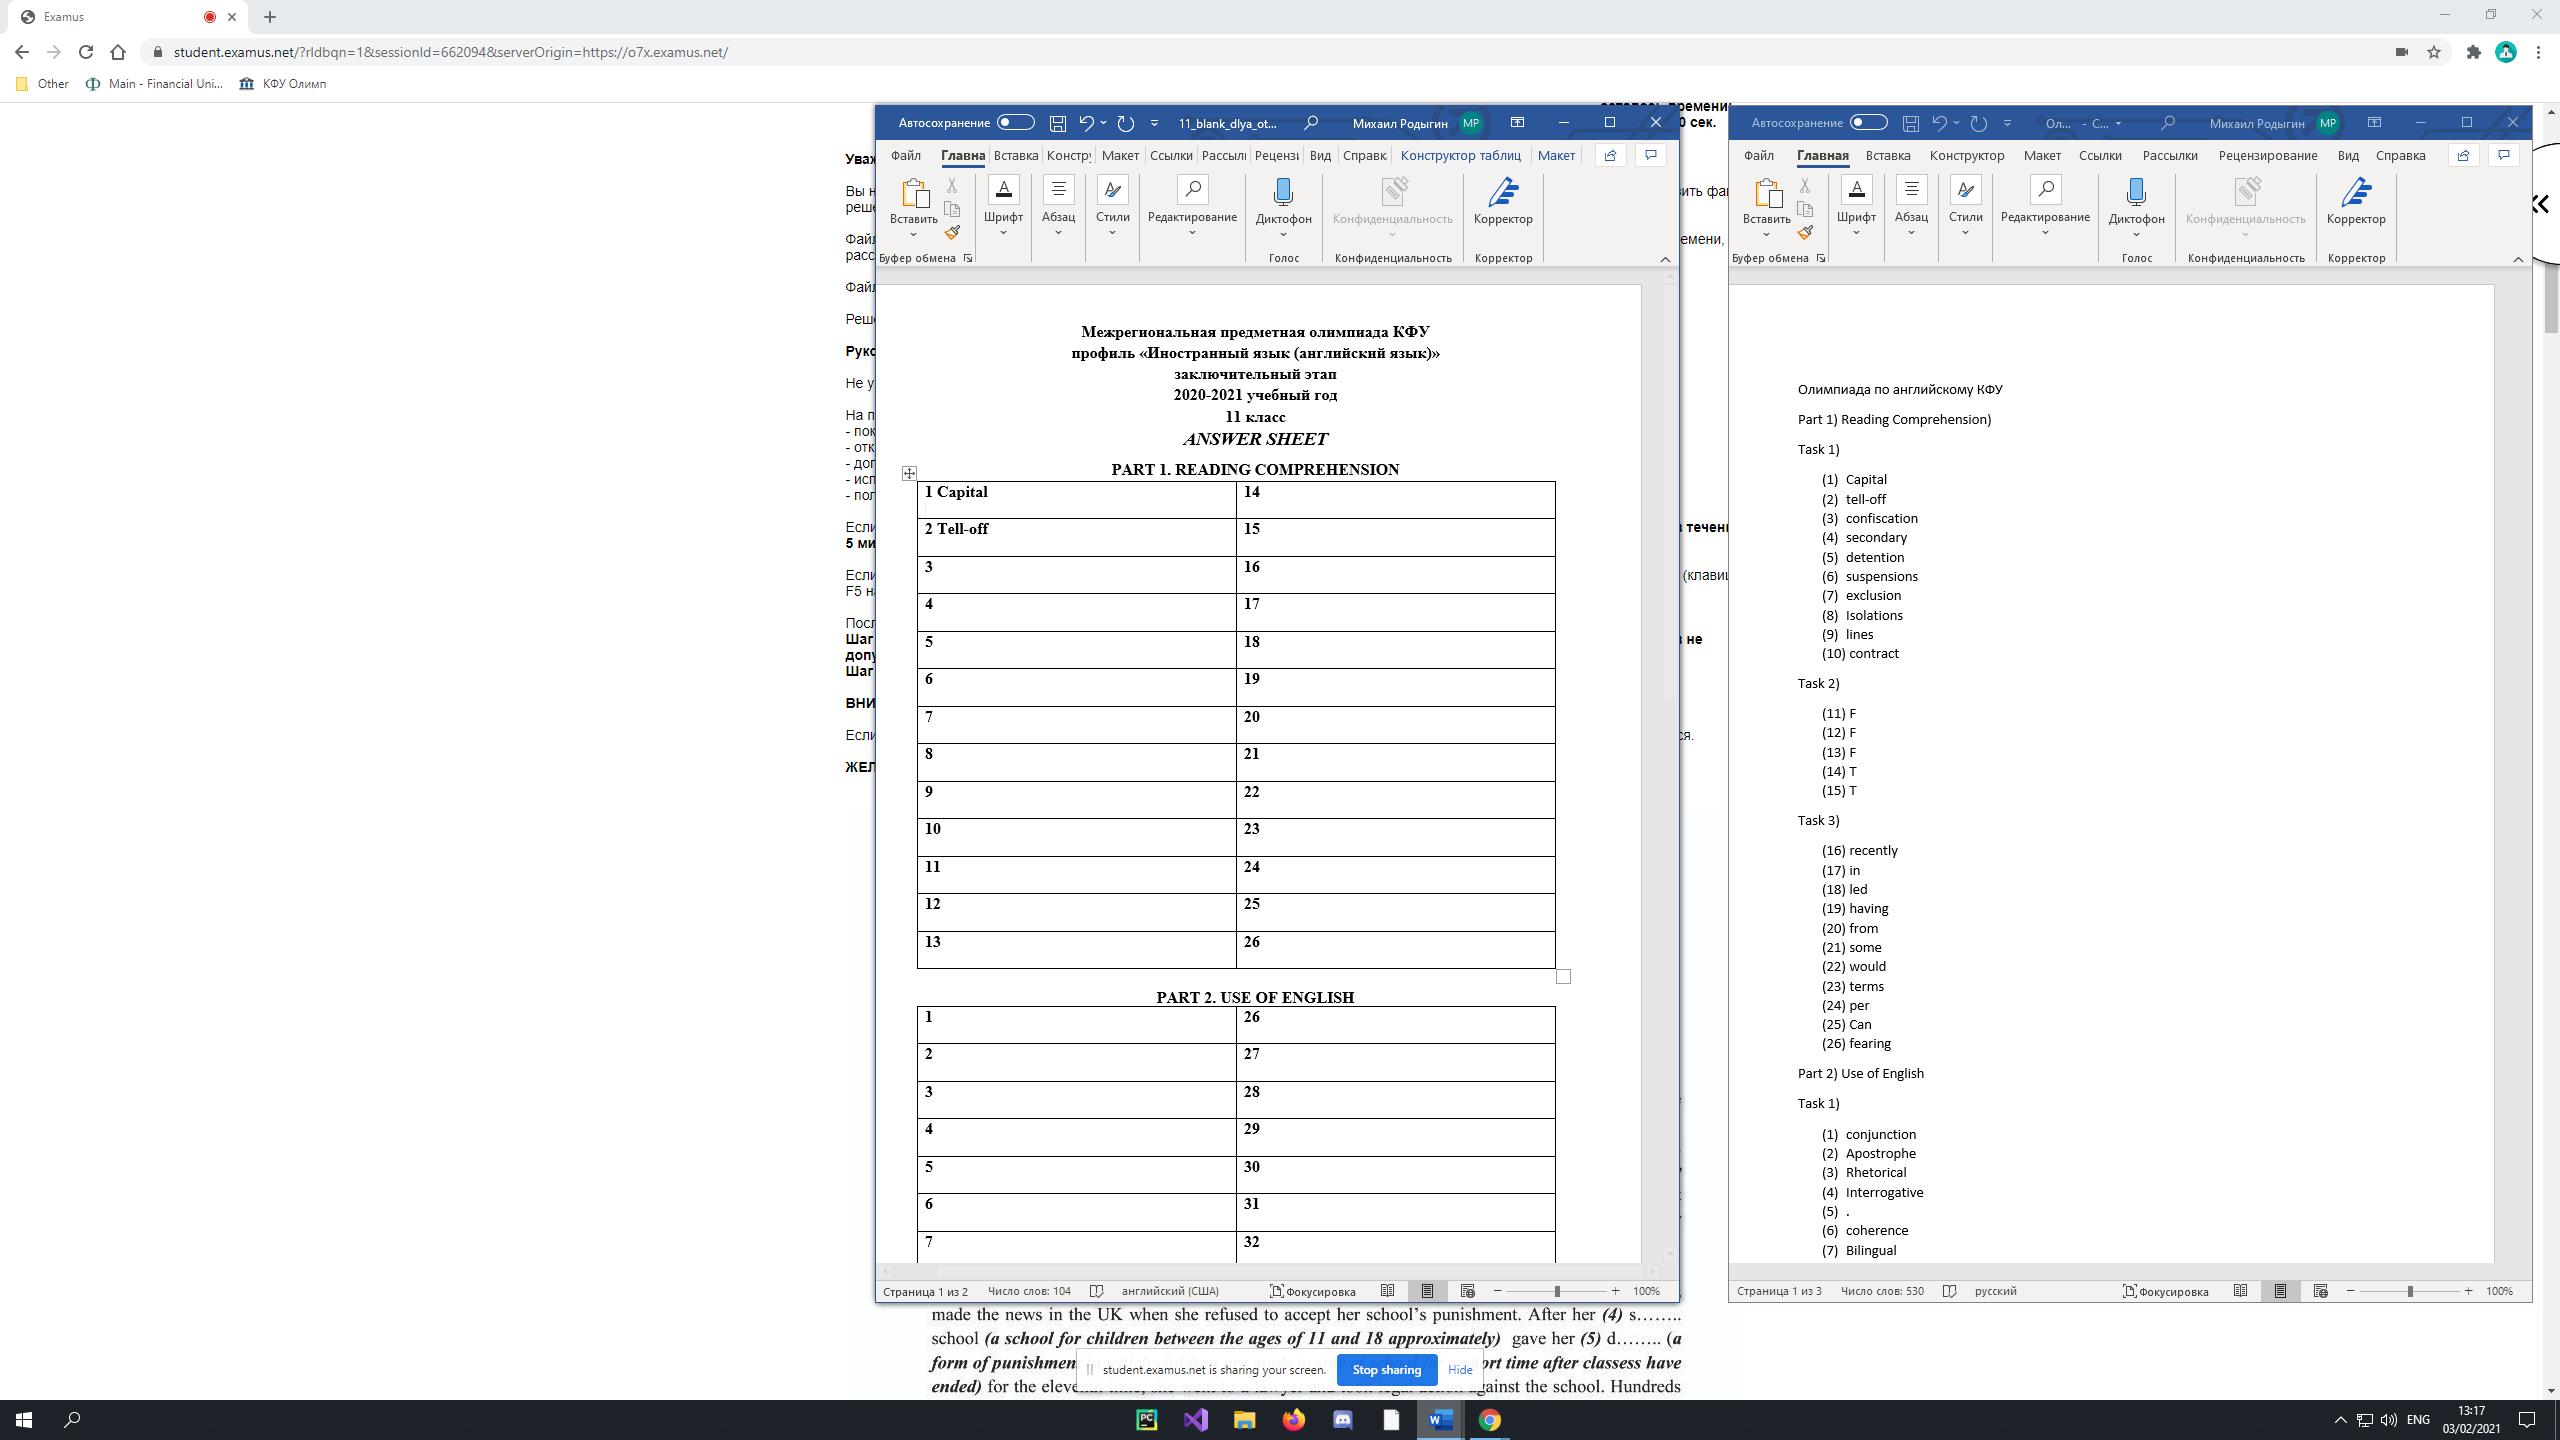 Examus
student.examus.net/?rldbqn=1&sessionId=662094&serverOrigin=https://o7x.examus.net/
Other
Main - Financial Uni...
КФУ Олимп
0 сек.
Автосохранение
11_blank_dlya_ot...
Михаил Родыгин
МР
Файл
Главна
Вставка
Констру
Макет
Ссылки
Рассыл
Реценз
Вид
Справк
Конструктор таблиц
Макет
Вставить
Шрифт
Абзац
Стили
Редактирование
Диктофон
Конфиденциальность
Корректор
Буфер обмена
Голос
Конфиденциальность
Корректор
Межрегиональная предметная олимпиада КФУ
профиль «Иностранный язык (английский язык)»
заключительный этап
2020-2021 учебный год
11 класс
ANSWER SHEET
PART 1. READING COMPREHENSION
1 Capital 14
2 Tell-off 15
3 16
4 17
5 18
6 19
7 20
8 21
9 22
10 23
11 24
12 25
13 26
PART 2. USE OF ENGLISH
1 26
2 27
3 28
4 29
5 30
6 31
7 32
Страница 1 из 2
Число слов: 104
английский (США)
Фокусировка
100%
Автосохранение
Ол... - С...
Михаил Родыгин
МР
Файл
Главная
Вставка
Конструктор
Макет
Ссылки
Рассылки
Рецензирование
Вид
Справка
Вставить
Шрифт
Абзац
Стили
Редактирование
Диктофон
Конфиденциальность
Корректор
Буфер обмена
Голос
Конфиденциальность
Корректор
Олимпиада по английскому КФУ
Part 1) Reading Comprehension)
Task 1)
(1) Capital
(2) tell-off
(3) confiscation
(4) secondary
(5) detention
(6) suspensions
(7) exclusion
(8) Isolations
(9) lines
(10) contract
Task 2)
(11) F
(12) F
(13) F
(14) T
(15) T
Task 3)
(16) recently
(17) in
(18) led
(19) having
(20) from
(21) some
(22) would
(23) terms
(24) per
(25) Can
(26) fearing
Part 2) Use of English
Task 1)
(1) conjunction
(2) Apostrophe
(3) Rhetorical
(4) Interrogative
(5) .
(6) coherence
(7) Bilingual
Страница 1 из 3
Число слов: 530
русский
Фокусировка
100%
made the news in the UK when she refused to accept her school's punishment. After her (4) s........
school (a school for children between the ages of 11 and 18 approximately) gave her (5) d........ (a
form of punishment ort time after classess have
ended) for the eleve against the school. Hundreds
student.examus.net is sharing your screen.
Stop sharing
Hide
ENG
13:17
03/02/2021